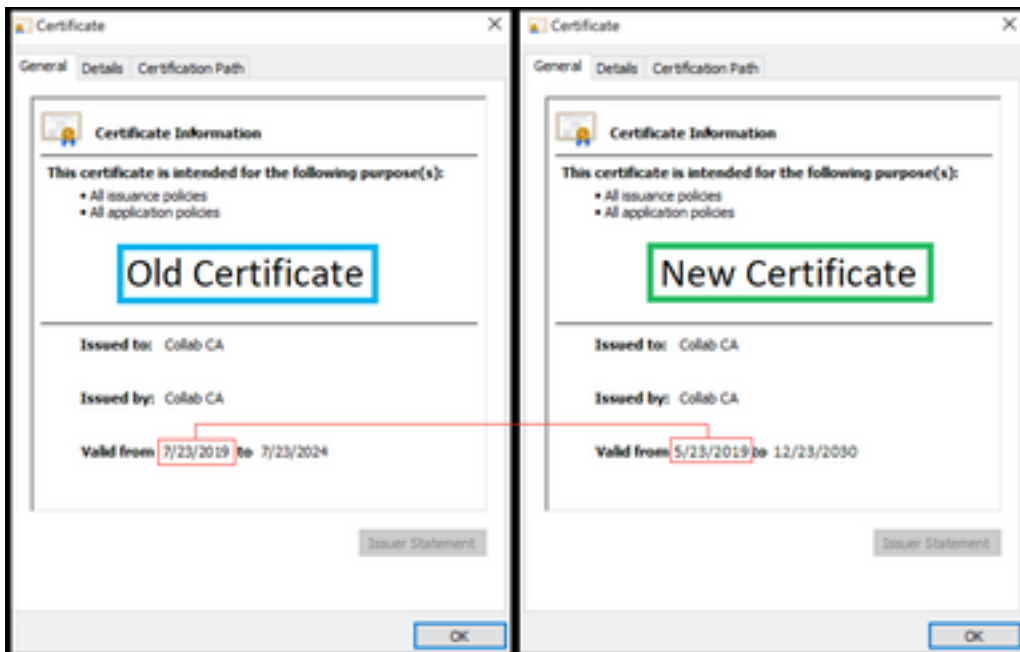 Certificate
General Details Certification Path
Certificate Information
This certificate is intended for the following purpose(s):
• All issuance policies
• All application policies
Old Certificate
Issued to: Collab CA
Issued by: Collab CA
Valid from 7/23/2019 to 7/23/2024
Issuer Statement
OK
Certificate
General Details Certification Path
Certificate Information
This certificate is intended for the following purpose(s):
• All issuance policies
• All application policies
New Certificate
Issued to: Collab CA
Issued by: Collab CA
Valid from 5/23/2019 to 12/23/2030
Issuer Statement
OK